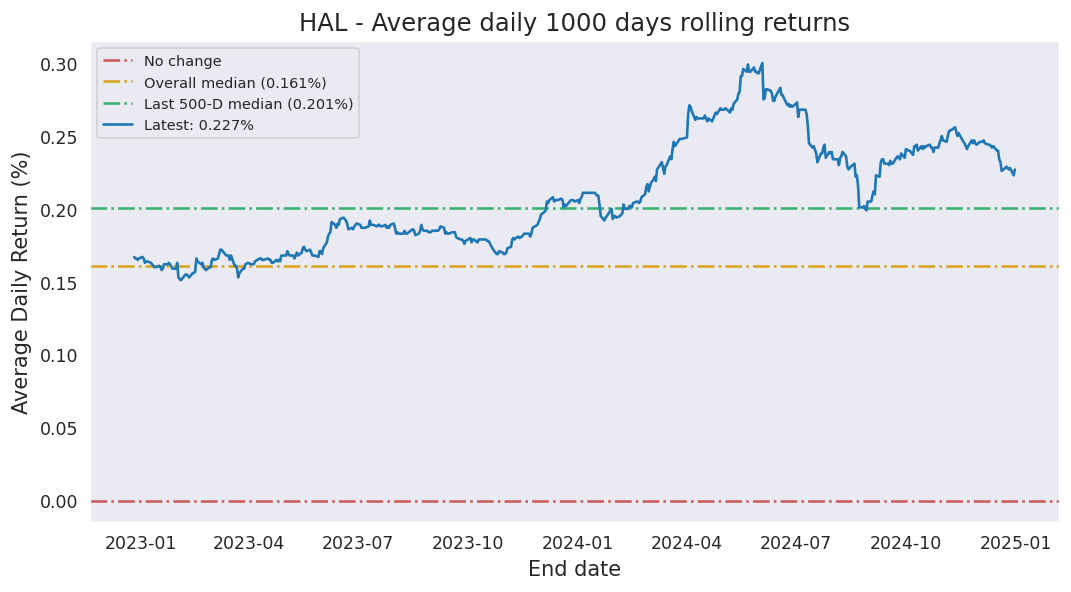 HAL - Average daily 1000 days rolling returns
No change
Overall median (0.161%)
Last 500-D median (0.201%)
Latest: 0.227%
Average Daily Return (%)
0.30
0.25
0.20
0.15
0.10
0.05
0.00
2023-01 2023-04 2023-07 2023-10 2024-01 2024-04 2024-07 2024-10 2025-01
End date